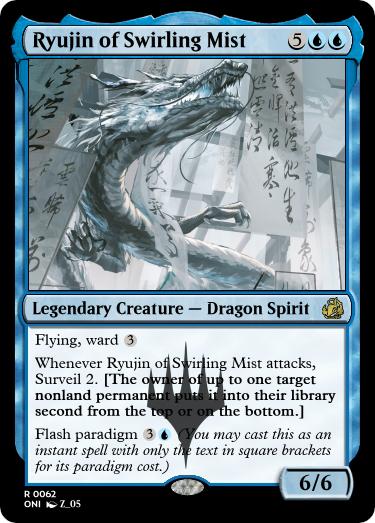 Ryujin of Swirling Mist 5
Legendary Creature — Dragon Spirit
Flying, ward 3
Whenever Ryujin of Swirling Mist attacks,
Surveil 2. [The owner of up to one target
nonland permanent puts it into their library
second from the top or on the bottom.]
Flash paradigm 3 (You may cast this as an
instant spell with only the text in square brackets
for its paradigm cost.)
6/6
R 0062
ONI Z_05